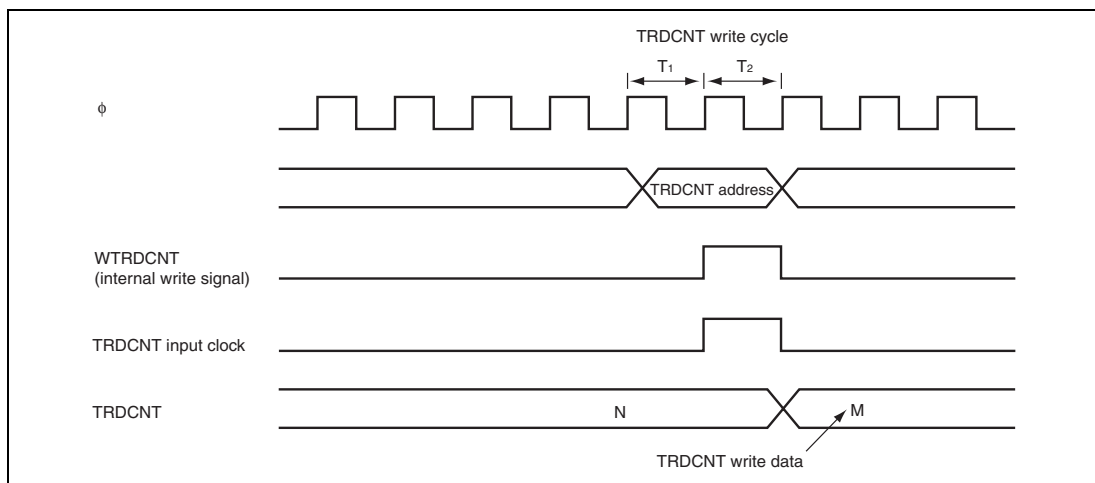 TRDCNT write cycle
T1 T2
ϕ
TRDCNT address
WTRDCNT
(internal write signal)
TRDCNT input clock
TRDCNT N M
TRDCNT write data